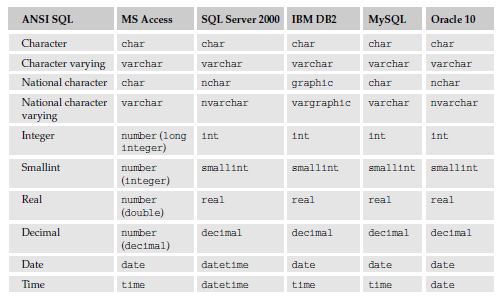 ANSI SQL MS Access SQL Server 2000 IBM DB2 MySQL Oracle 10
Character char char char char char
Character varying varchar varchar varchar varchar varchar
National character char nchar graphic char nchar
National character varchar nvarchar vargraphic varchar nvarchar
varying
Integer number (long int int int int
integer)
Smallint number smallint smallint smallint smallint
(integer)
Real number real real real real
(double)
Decimal number decimal decimal decimal decimal
(decimal)
Date date datetime date date date
Time time datetime time time date